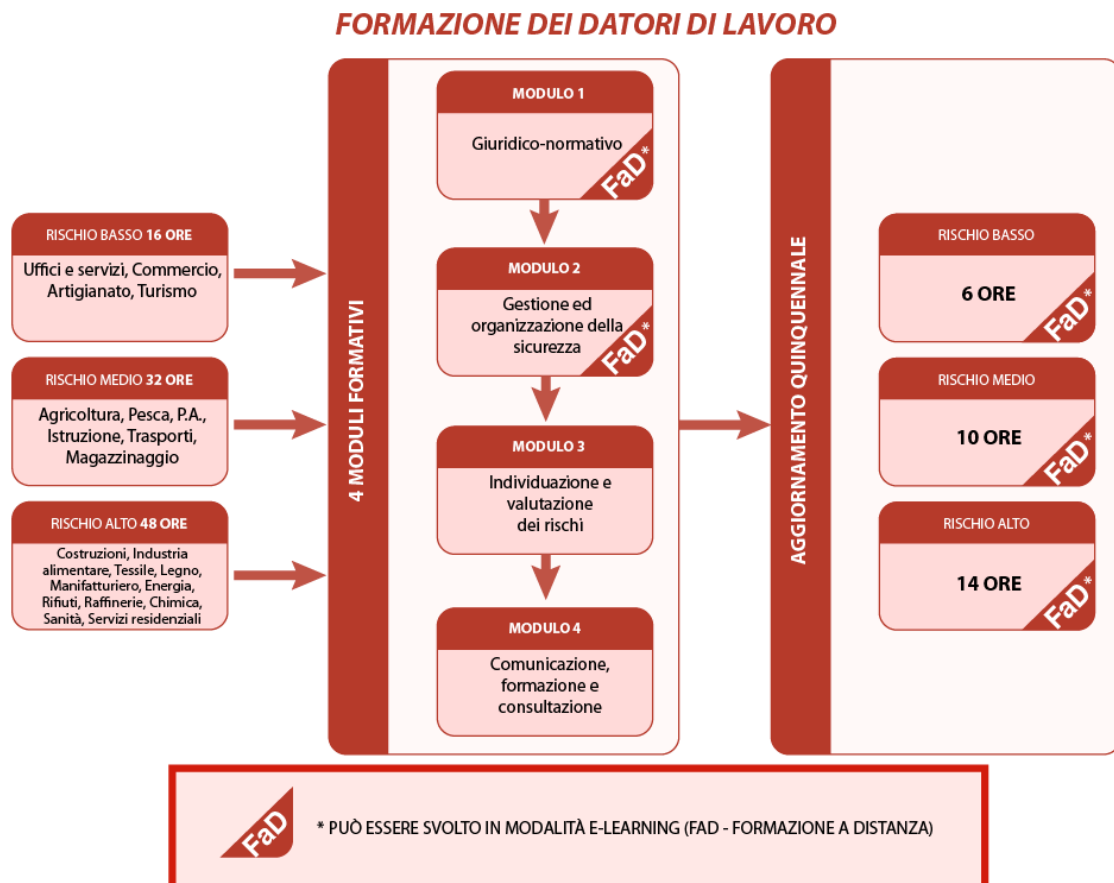 FORMAZIONE DEI DATORI DI LAVORO
RISCHIO BASSO 16 ORE
Uffici e servizi, Commercio,
Artigianato, Turismo
RISCHIO MEDIO 32 ORE
Agricoltura, Pesca, P.A.,
Istruzione, Trasporti,
Magazzinaggio
RISCHIO ALTO 48 ORE
Costruzioni, Industria
alimentare, Tessile, Legno,
Manifatturiero, Energia,
Rifiuti, Raffinerie, Chimica,
Sanità, Servizi residenziali
4 MODULI FORMATIVI
MODULO 1
Giuridico-normativo
FaD*
MODULO 2
Gestione ed
organizzazione della
sicurezza
FaD*
MODULO 3
Individuazione e
valutazione
dei rischi
MODULO 4
Comunicazione,
formazione e
consultazione
AGGIORNAMENTO QUINQUENNALE
RISCHIO BASSO
6 ORE
FaD*
RISCHIO MEDIO
10 ORE
FaD*
RISCHIO ALTO
14 ORE
FaD*
FaD
* PUÒ ESSERE SVOLTO IN MODALITÀ E-LEARNING (FAD - FORMAZIONE A DISTANZA)